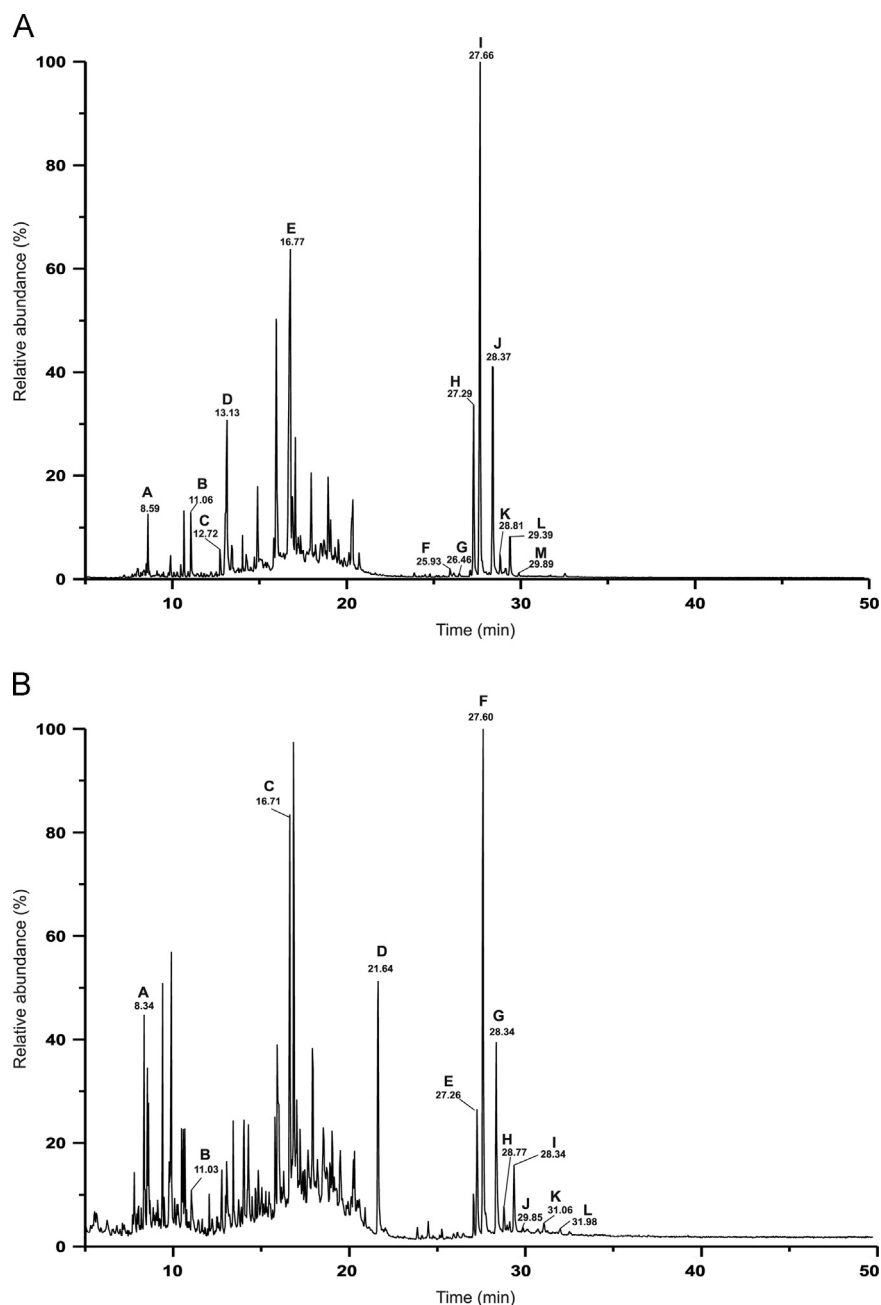 A
I
27.66
100
80
E
16.77
60
J
28.37
40
H
27.29
D
13.13
20
A
8.59
B
11.06
C
12.72
K
28.81
L
29.39
F
25.93
G
26.46
M
29.89
0
10
20
30
40
50
Relative abundance (%)
Time (min)
B
F
27.60
100
C
16.71
80
60
D
21.64
A
8.34
G
28.34
40
E
27.26
H
28.77
I
28.34
20
B
11.03
J
29.85
K
31.06
L
31.98
0
10
20
30
40
50
Relative abundance (%)
Time (min)